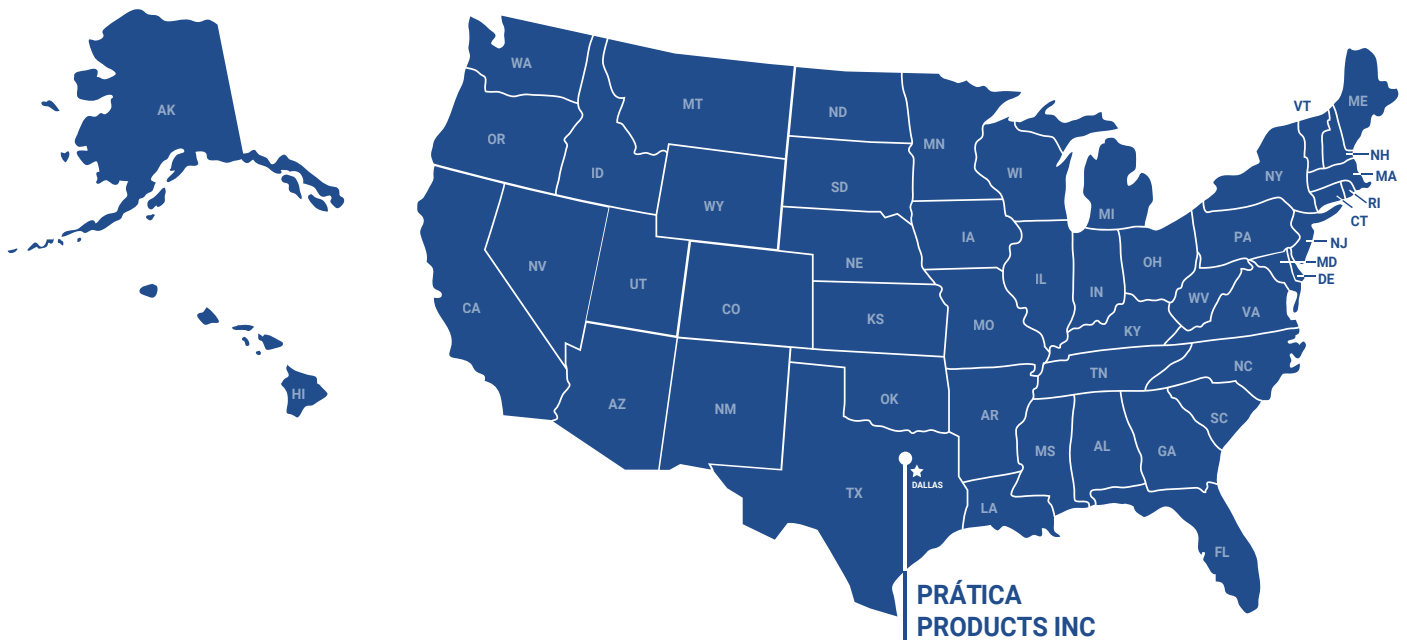 AK
WA
MT
ND
MN
VT
ME
OR
ID
WY
SD
WI
MI
NY
NH
MA
RI
CT
NV
UT
CO
NE
IA
IL
IN
OH
PA
NJ
MD
DE
CA
KS
MO
KY
WV
VA
HI
AZ
NM
OK
AR
TN
NC
SC
TX
DALLAS
LA
MS
AL
GA
FL
PRÁTICA
PRODUCTS INC